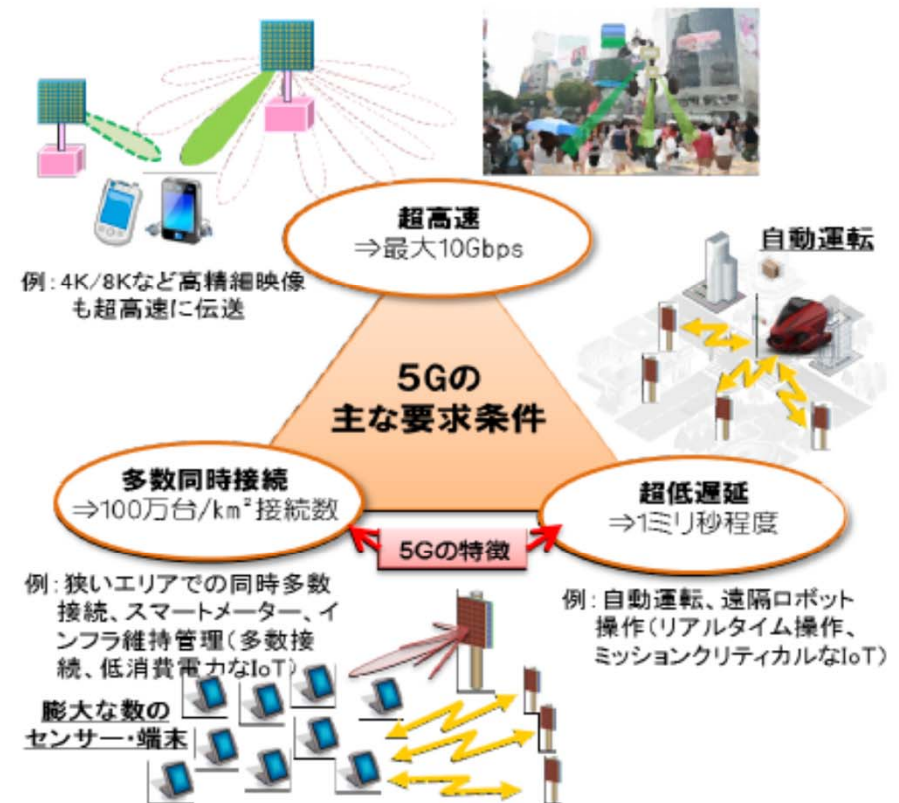 超高速
⇒最大10Gbps
例：4K/8Kなど高精細映像
も超高速に伝送
自動運転
5Gの
主な要求条件
多数同時接続
⇒100万台/km²接続数
超低遅延
⇒1ミリ秒程度
5Gの特徴
例：狭いエリアでの同時多数
接続、スマートメーター、イ
ンフラ維持管理（多数接
続、低消費電力なIoT）
例：自動運転、遠隔ロボット
操作（リアルタイム操作、
ミッションクリティカルなIoT）
膨大な数の
センサー・端末